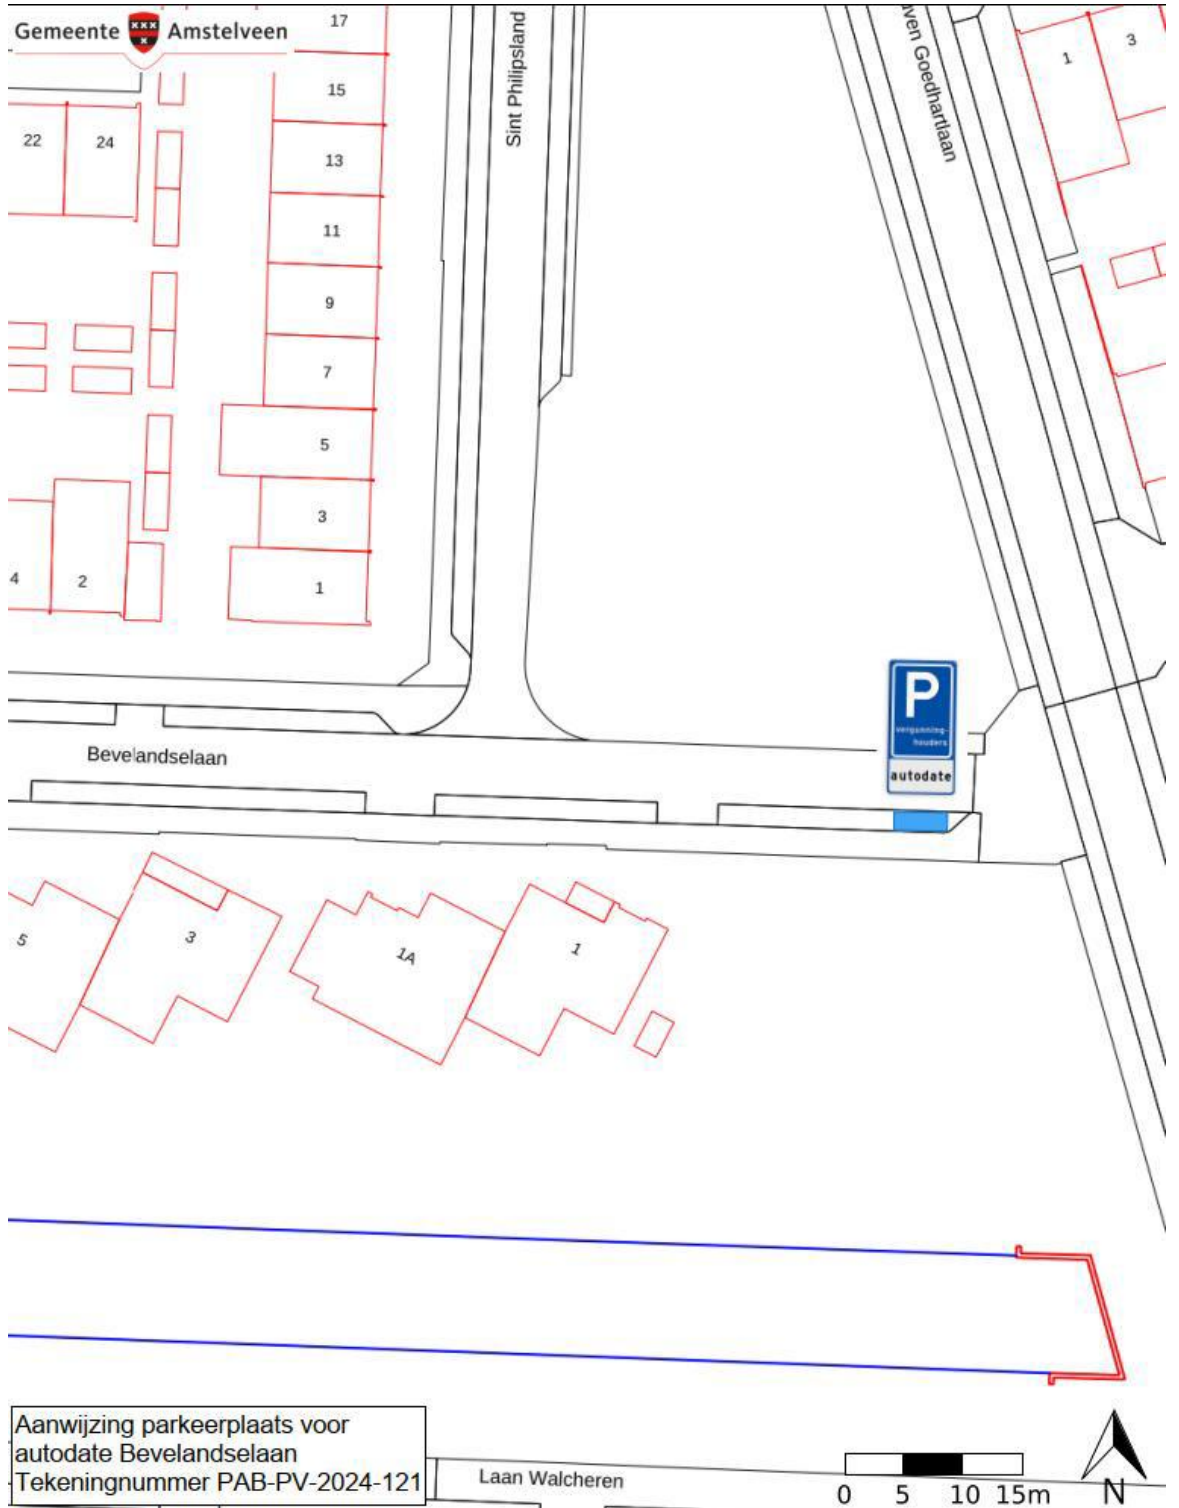 Gemeente Amstelveen
17
15
13
11
9
7
5
3
1
22
24
4
2
Sint Philipsland
Goedhartlaan
1
3
P
vergunning-
houders
autodate
Bevelandselaan
5
3
1A
1
Aanwijzing parkeerplaats voor
autodate Bevelandselaan
Tekeningnummer PAB-PV-2024-121
Laan Walcheren
0 5 10 15m
N